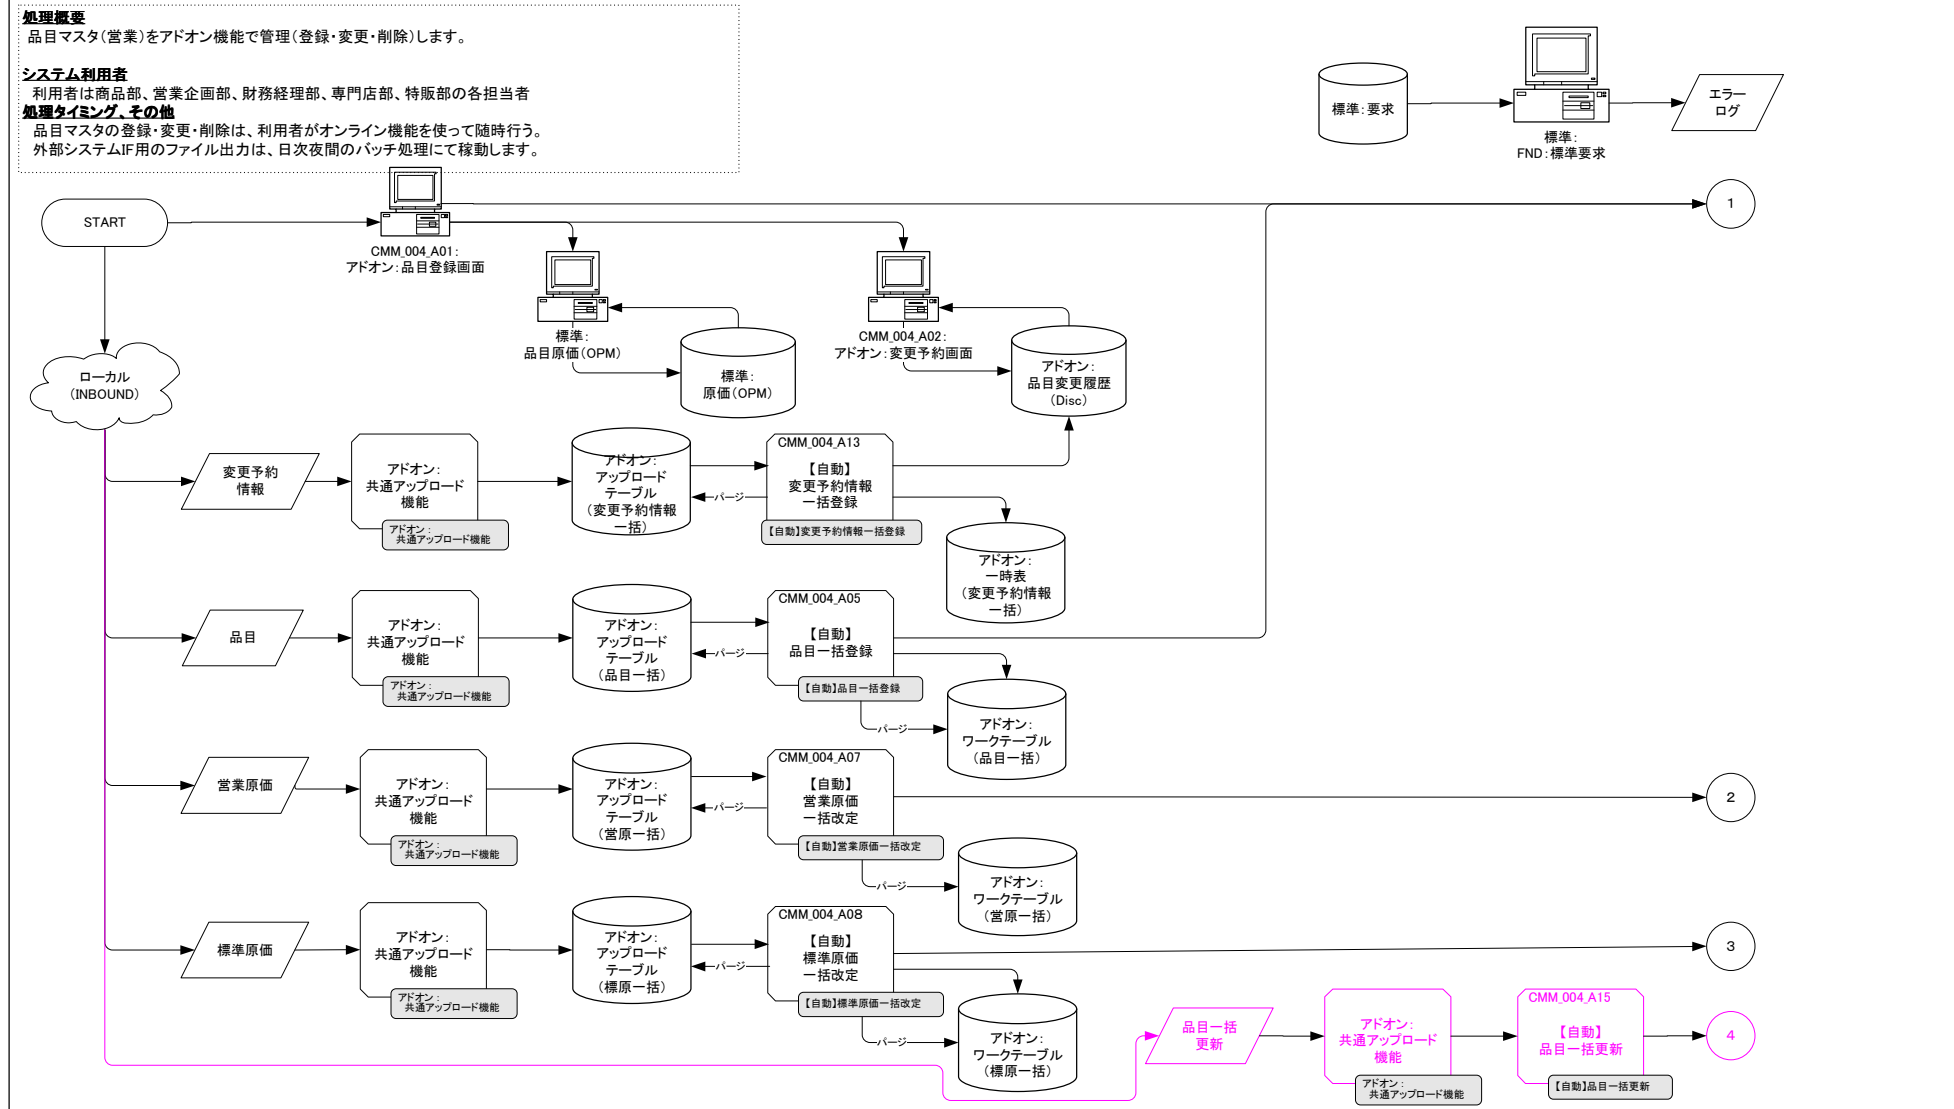 処理概要
品目マスタ(営業)をアドオン機能で管理(登録・変更・削除)します。
システム利用者
利用者は商品部、営業企画部、財務経理部、専門店部、特販部の各担当者
処理タイミング、その他
品目マスタの登録・変更・削除は、利用者がオンライン機能を使って随時行う。
外部システムIF用のファイル出力は、日次夜間のバッチ処理にて稼動します。
標準：要求
標準：
FND：標準要求
エラー
ログ
START
CMM_004_A01：
アドオン：品目登録画面
1
標準：
品目原価(OPM)
標準：
原価(OPM)
CMM_004_A02：
アドオン：変更予約画面
アドオン：
品目変更履歴
(Disc)
ローカル
(INBOUND)
変更予約
情報
アドオン：
共通アップロード
機能
アドオン：
共通アップロード機能
アドオン：
アップロード
テーブル
(変更予約情報
一括)
パージ
CMM_004_A13
【自動】
変更予約情報
一括登録
【自動】変更予約情報一括登録
アドオン：
一時表
(変更予約情報
一括)
品目
アドオン：
共通アップロード
機能
アドオン：
共通アップロード機能
アドオン：
アップロード
テーブル
(品目一括)
パージ
CMM_004_A05
【自動】
品目一括登録
【自動】品目一括登録
パージ
アドオン：
ワークテーブル
(品目一括)
営業原価
アドオン：
共通アップロード
機能
アドオン：
共通アップロード機能
アドオン：
アップロード
テーブル
(営原一括)
パージ
CMM_004_A07
【自動】
営業原価
一括改定
【自動】営業原価一括改定
パージ
アドオン：
ワークテーブル
(営原一括)
2
標準原価
アドオン：
共通アップロード
機能
アドオン：
共通アップロード機能
アドオン：
アップロード
テーブル
(標原一括)
パージ
CMM_004_A08
【自動】
標準原価
一括改定
【自動】標準原価一括改定
パージ
アドオン：
ワークテーブル
(標原一括)
3
品目一括
更新
アドオン：
共通アップロード
機能
アドオン：
共通アップロード機能
CMM_004_A15
【自動】
品目一括更新
【自動】品目一括更新
4